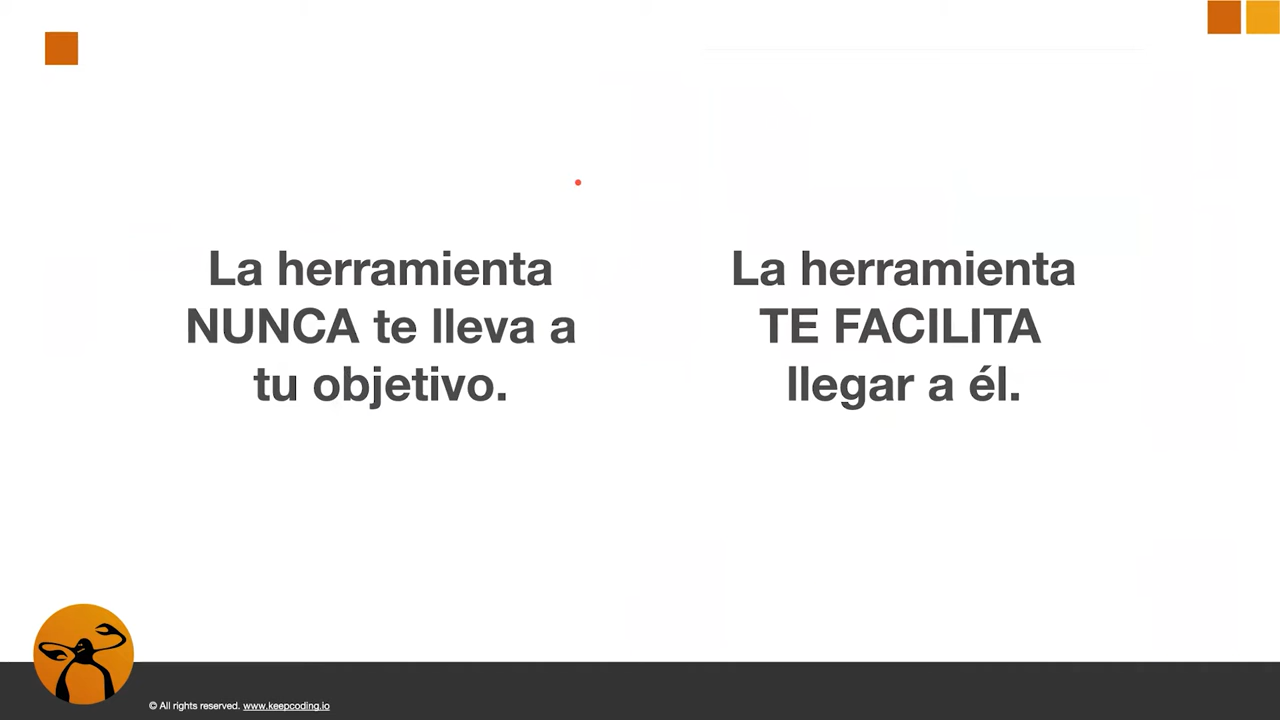 La herramienta
NUNCA te lleva a
tu objetivo.
La herramienta
TE FACILITA
llegar a él.
© All rights reserved. www.keepcoding.io